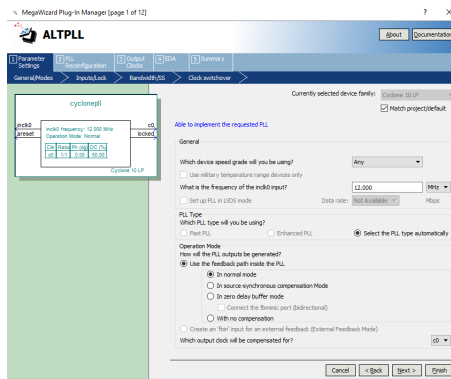 MegaWizard Plug-In Manager [page 1 of 12]
? X
ALTPLL
About Documentation
1 Parameter Settings 2 PLL Reconfiguration 3 Output Clocks 4 EDA 5 Summary
General/Modes Inputs/Lock Bandwidth/SS Clock switchover
cyclonepll
inclk0 c0
areset locked
inclk0 frequency: 12.000 MHz
Operation Mode: Normal
Clk Ratio Ph (dg) DC (%)
c0 1/1 0.00 50.00
Cyclone 10 LP
Currently selected device family: Cyclone 10 LP
Match project/default
Able to implement the requested PLL
General
Which device speed grade will you be using? Any
Use military temperature range devices only
What is the frequency of the inclk0 input? 12.000 MHz
Set up PLL in LVDS mode Data rate: Not Available Mbps
PLL Type
Which PLL type will you be using?
Fast PLL Enhanced PLL Select the PLL type automatically
Operation Mode
How will the PLL outputs be generated?
Use the feedback path inside the PLL
In normal mode
In source-synchronous compensation Mode
In zero delay buffer mode
Connect the fbmimic port (bidirectional)
With no compensation
Create an 'fbin' input for an external feedback (External Feedback Mode)
Which output clock will be compensated for? c0
Cancel < Back Next > Finish